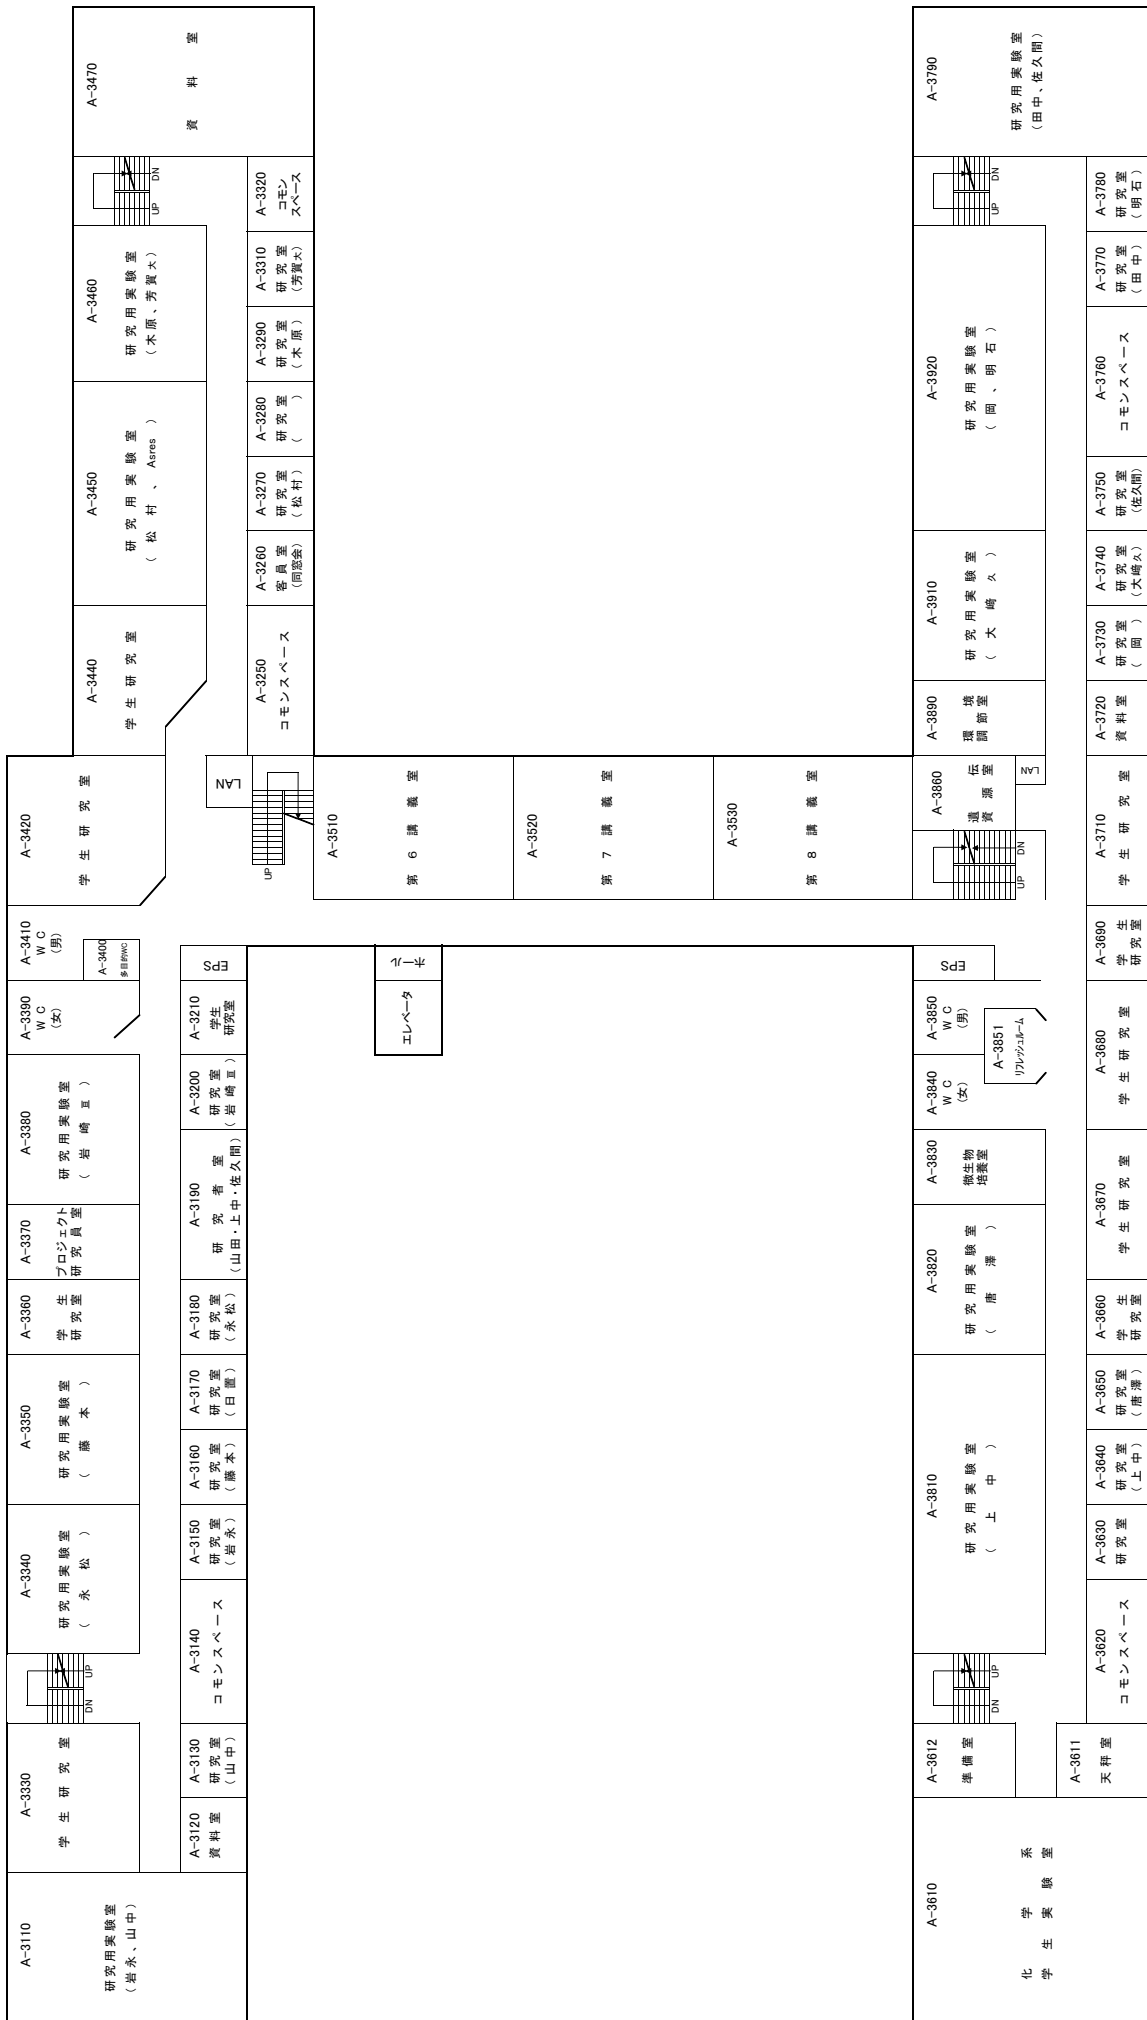 A-3470
資料室
DN
UP
A-3460
研究用実験室
(木原、芳賀大)
A-3450
研究用実験室
(松村、Asres)
A-3440
学生研究室
A-3320
コモン
スペース
A-3310
研究室
(芳賀大)
A-3290
研究室
(木原)
A-3280
研究室
( )
A-3270
研究室
(松村)
A-3260
客員室
(同窓会)
A-3250
コモンスペース
A-3790
研究用実験室
(田中、佐久間)
DN
UP
A-3920
研究用実験室
(岡、明石)
A-3910
研究用実験室
(大﨑久)
A-3890
環境
調節室
A-3780
研究室
(明石)
A-3770
研究室
(田中)
A-3760
コモンスペース
A-3750
研究室
(佐久間)
A-3740
研究室
(大﨑久)
A-3730
研究室
(岡)
A-3720
資料室
A-3420
学生研究室
LAN
UP
A-3510
第6講義室
A-3520
第7講義室
A-3530
第8講義室
A-3860
遺伝
資源室
LAN
DN
UP
A-3710
学生研究室
A-3410
WC
(男)
A-3400
多目的WC
A-3390
WC
(女)
A-3380
研究用実験室
(岩崎亘)
A-3370
プロジェクト
研究員室
A-3360
学生
研究室
A-3350
研究用実験室
(藤本)
A-3340
研究用実験室
(永松)
UP
DN
A-3330
学生研究室
A-3110
研究用実験室
(岩永、山中)
EPS
A-3210
学生
研究室
A-3200
研究室
(岩崎亘)
A-3190
研究者室
(山田・上中・佐久間)
A-3180
研究室
(永松)
A-3170
研究室
(日置)
A-3160
研究室
(藤本)
A-3150
研究室
(岩永)
A-3140
コモンスペース
A-3130
研究室
(山中)
A-3120
資料室
ホール
エレベータ
EPS
A-3850
WC
(男)
A-3851
リフレッシュルーム
A-3840
WC
(女)
A-3830
微生物
培養室
A-3820
研究用実験室
(唐澤)
A-3810
研究用実験室
(上中)
UP
DN
A-3612
準備室
A-3611
天秤室
A-3610
化学系
学生実験室
A-3690
学生
研究室
A-3680
学生研究室
A-3670
学生研究室
A-3660
学生
研究室
A-3650
研究室
(唐澤)
A-3640
研究室
(上中)
A-3630
研究室
A-3620
コモンスペース